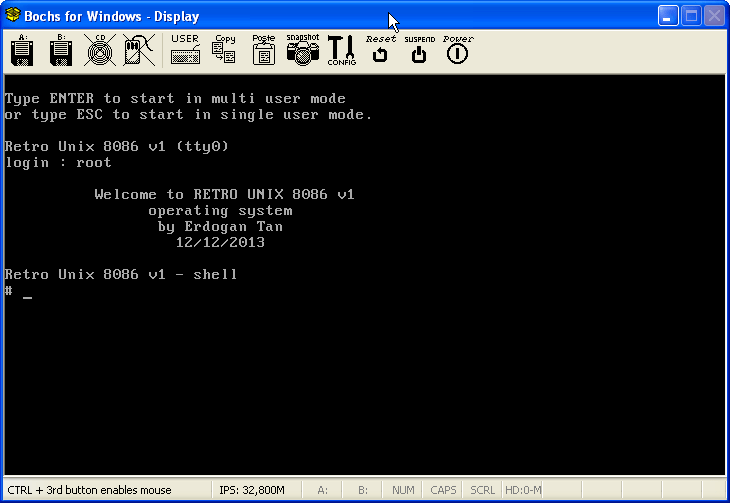 Bochs for Windows - Display
A: B: CD USER Copy Paste snapshot CONFIG Reset SUSPEND Power
Type ENTER to start in multi user mode
or type ESC to start in single user mode.
Retro Unix 8086 v1 (tty0)
login : root
Welcome to RETRO UNIX 8086 v1
operating system
by Erdogan Tan
12/12/2013
Retro Unix 8086 v1 - shell
# _
CTRL + 3rd button enables mouse IPS: 32,800M A: B: NUM CAPS SCRL HD:0-M